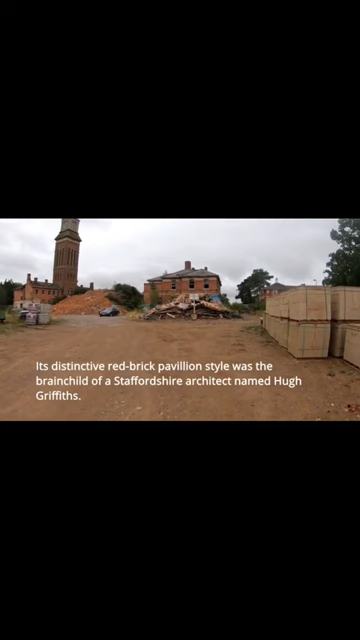 Its distinctive red-brick pavillion style was the
brainchild of a Staffordshire architect named Hugh
Griffiths.